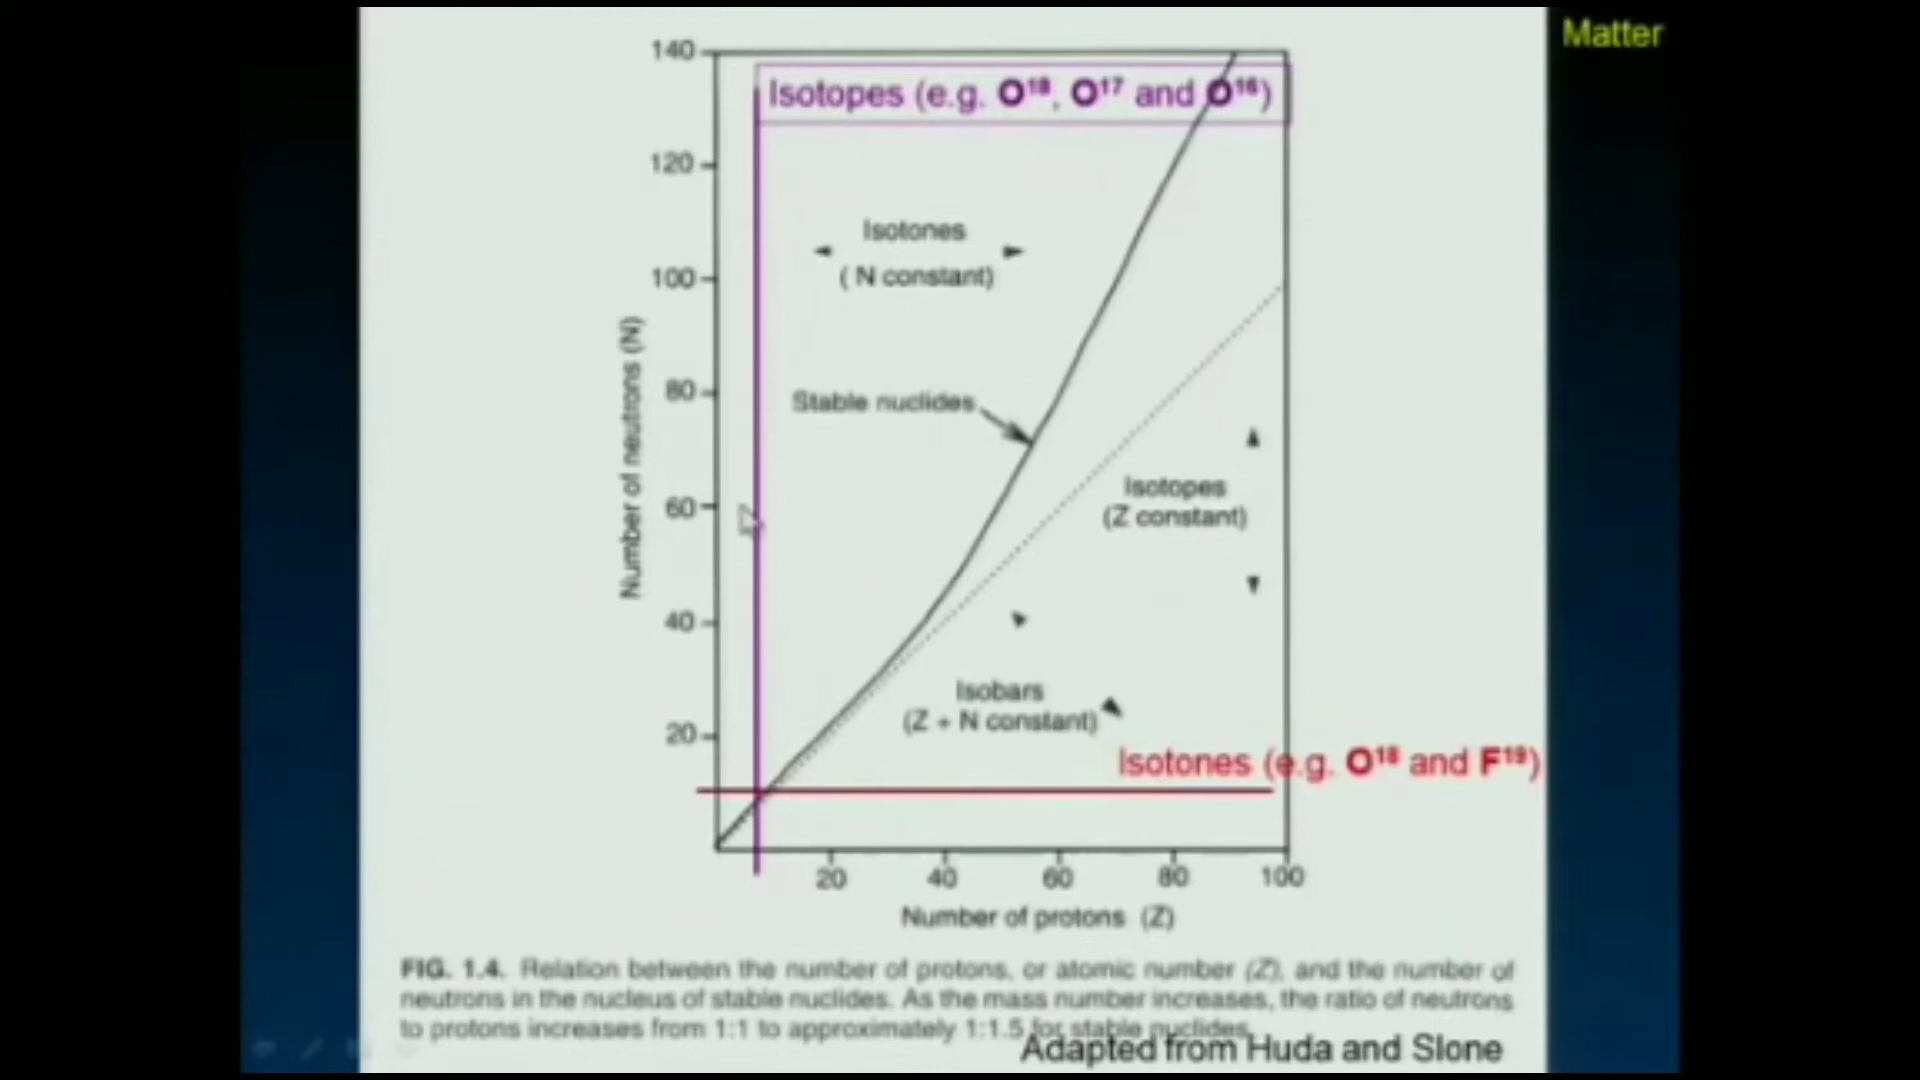 Matter
140
Isotopes (e.g. O¹⁸, O¹⁷ and O¹⁶)
120
Isotones
( N constant)
100
Number of neutrons (N)
80
Stable nuclides
60
Isotopes
(Z constant)
40
Isobars
(Z + N constant)
20
Isotones (e.g. O¹⁸ and F¹⁹)
20 40 60 80 100
Number of protons (Z)
FIG. 1.4. Relation between the number of protons, or atomic number (Z), and the number of
neutrons in the nucleus of stable nuclides. As the mass number increases, the ratio of neutrons
to protons increases from 1:1 to approximately 1:1.5 for stable nuclides.
Adapted from Huda and Slone